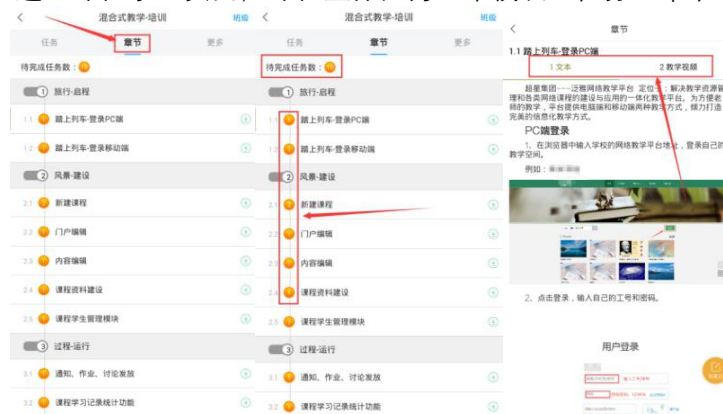 混合式教学-培训 班级
任务 章节 更多
待完成任务数：
1 旅行-启程
1.1 踏上列车-登录PC端
1.2 踏上列车-登录移动端
2 风景-建设
2.1 新建课程
2.2 门户编辑
2.3 内容编辑
2.4 课程资料建设
2.5 课程学生管理模块
3 过程-运行
3.1 通知、作业、讨论发放
3.2 课程学习记录统计功能
混合式教学-培训 班级
任务 章节 更多
待完成任务数：
1 旅行-启程
踏上列车-登录PC端
踏上列车-登录移动端
2 风景-建设
新建课程
门户编辑
内容编辑
课程资料建设
2.5 课程学生管理模块
3 过程-运行
3.1 通知、作业、讨论发放
3.2 课程学习记录统计功能
章节
1.1 踏上列车-登录PC端
1 文本 2 教学视频
超星集团---泛雅网络教学平台 定位 ：解决教学资源管
理和各类网络课程的建设与应用的一体化教学平台。为方便老
师的教学，平台提供电脑端和移动端两种教学方式，倾力打造
完美的信息化教学方式。
PC端登录
1、在浏览器中输入学校的网络教学平台地址，登录自己的
教学空间。
例如：
2、点击登录，输入自己的工号和密码。
用户登录